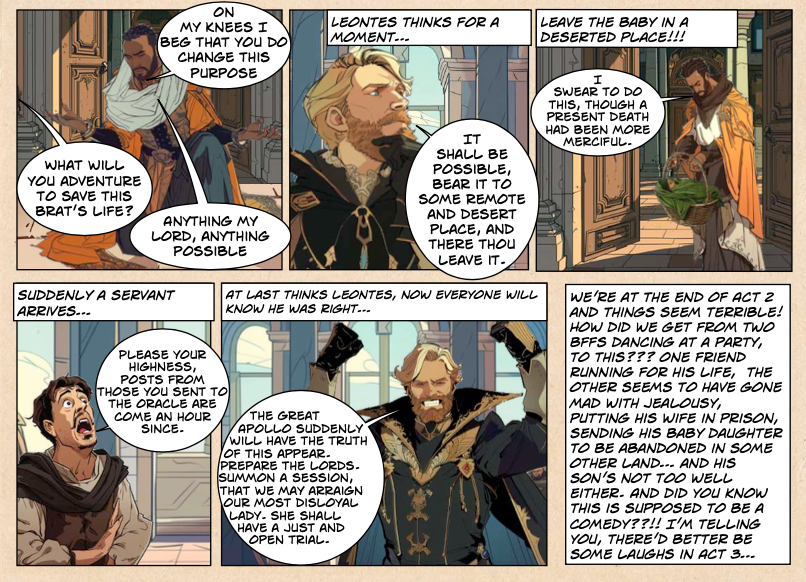 ON
MY KNEES I
BEG THAT YOU DO
CHANGE THIS
PURPOSE
WHAT WILL
YOU ADVENTURE
TO SAVE THIS
BRAT'S LIFE?
ANYTHING MY
LORD, ANYTHING
POSSIBLE
LEONTES THINKS FOR A
MOMENT...
IT
SHALL BE
POSSIBLE,
BEAR IT TO
SOME REMOTE
AND DESERT
PLACE, AND
THERE THOU
LEAVE IT.
LEAVE THE BABY IN A
DESERTED PLACE!!!
I
SWEAR TO DO
THIS, THOUGH A
PRESENT DEATH
HAD BEEN MORE
MERCIFUL.
SUDDENLY A SERVANT
ARRIVES...
PLEASE YOUR
HIGHNESS,
POSTS FROM
THOSE YOU SENT TO
THE ORACLE ARE
COME AN HOUR
SINCE.
AT LAST THINKS LEONTES, NOW EVERYONE WILL
KNOW HE WAS RIGHT...
THE GREAT
APOLLO SUDDENLY
WILL HAVE THE TRUTH
OF THIS APPEAR.
PREPARE THE LORDS.
SUMMON A SESSION,
THAT WE MAY ARRAIGN
OUR MOST DISLOYAL
LADY. SHE SHALL
HAVE A JUST AND
OPEN TRIAL.
WE'RE AT THE END OF ACT 2
AND THINGS SEEM TERRIBLE!
HOW DID WE GET FROM TWO
BFFS DANCING AT A PARTY,
TO THIS??? ONE FRIEND
RUNNING FOR HIS LIFE, THE
OTHER SEEMS TO HAVE GONE
MAD WITH JEALOUSY,
PUTTING HIS WIFE IN PRISON,
SENDING HIS BABY DAUGHTER
TO BE ABANDONED IN SOME
OTHER LAND... AND HIS
SON'S NOT TOO WELL
EITHER. AND DID YOU KNOW
THIS IS SUPPOSED TO BE A
COMEDY??!! I'M TELLING
YOU, THERE'D BETTER BE
SOME LAUGHS IN ACT 3...